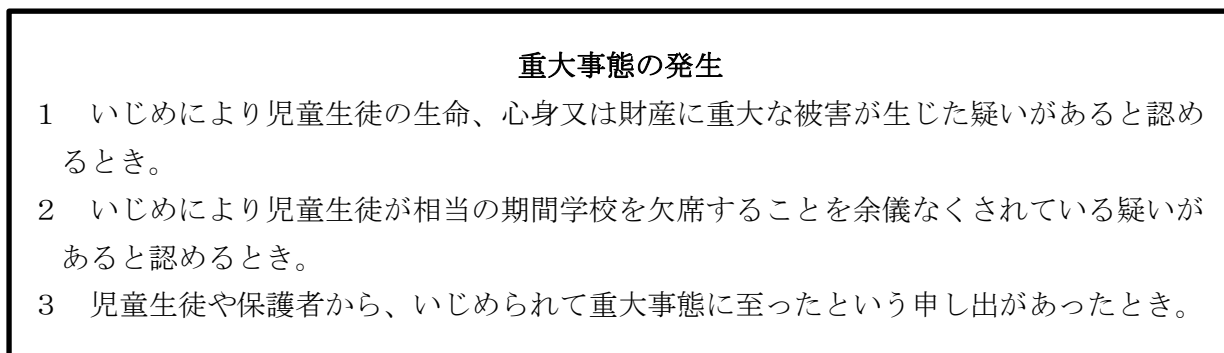 重大事態の発生
１　いじめにより児童生徒の生命、心身又は財産に重大な被害が生じた疑いがあると認め
るとき。
２　いじめにより児童生徒が相当の期間学校を欠席することを余儀なくされている疑いが
あると認めるとき。
３　児童生徒や保護者から、いじめられて重大事態に至ったという申し出があったとき。